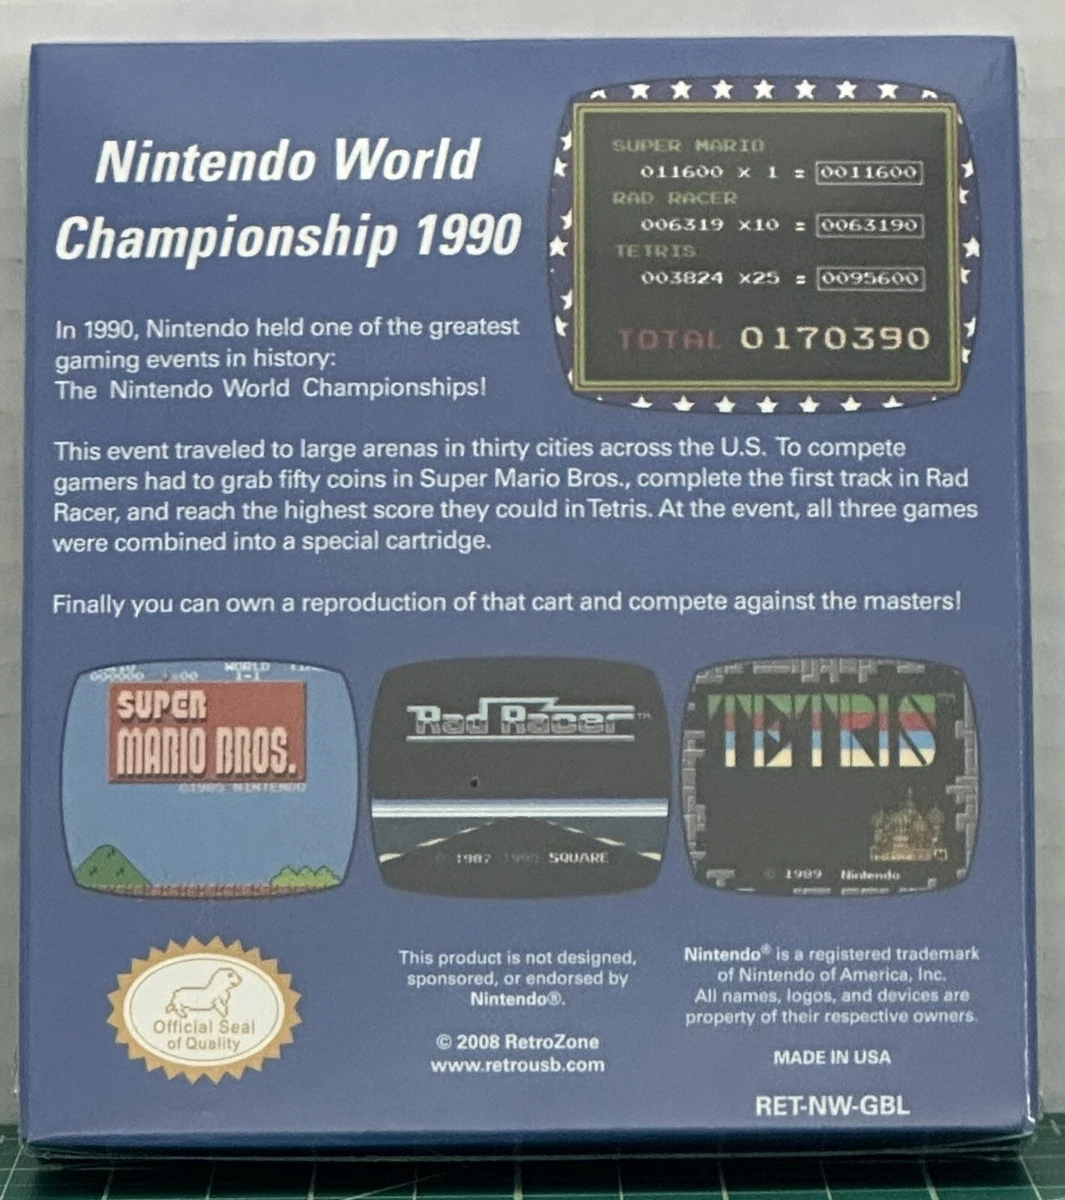 Nintendo World
Championship 1990
SUPER MARIO
011600 X 1 = 0011600
RAD RACER
006319 X10 = 0063190
TETRIS
003824 X25 = 0095600
TOTAL 0170390
In 1990, Nintendo held one of the greatest
gaming events in history:
The Nintendo World Championships!
This event traveled to large arenas in thirty cities across the U.S. To compete
gamers had to grab fifty coins in Super Mario Bros., complete the first track in Rad
Racer, and reach the highest score they could in Tetris. At the event, all three games
were combined into a special cartridge.
Finally you can own a reproduction of that cart and compete against the masters!
WORLD
1-1
SUPER
MARIO BROS.
©1985 NINTENDO
Rad Racer™
© 1987 1990 SQUARE
TETRIS
© 1989 Nintendo
Official Seal
of Quality
This product is not designed,
sponsored, or endorsed by
Nintendo®.
© 2008 RetroZone
www.retrousb.com
Nintendo® is a registered trademark
of Nintendo of America, Inc.
All names, logos, and devices are
property of their respective owners.
MADE IN USA
RET-NW-GBL